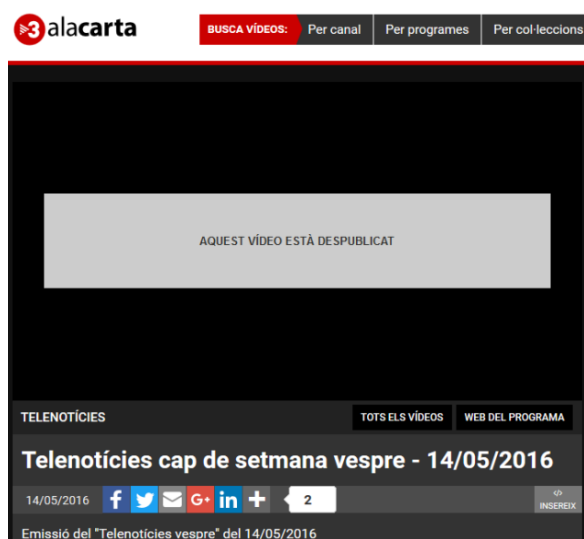 3alacarta
BUSCA VÍDEOS: Per canal Per programes Per col·leccions
AQUEST VÍDEO ESTÀ DESPUBLICAT
TELENOTÍCIES TOTS ELS VÍDEOS WEB DEL PROGRAMA
Telenotícies cap de setmana vespre - 14/05/2016
14/05/2016 f G+ in + 2 </> INSEREIX
Emissió del "Telenotícies vespre" del 14/05/2016